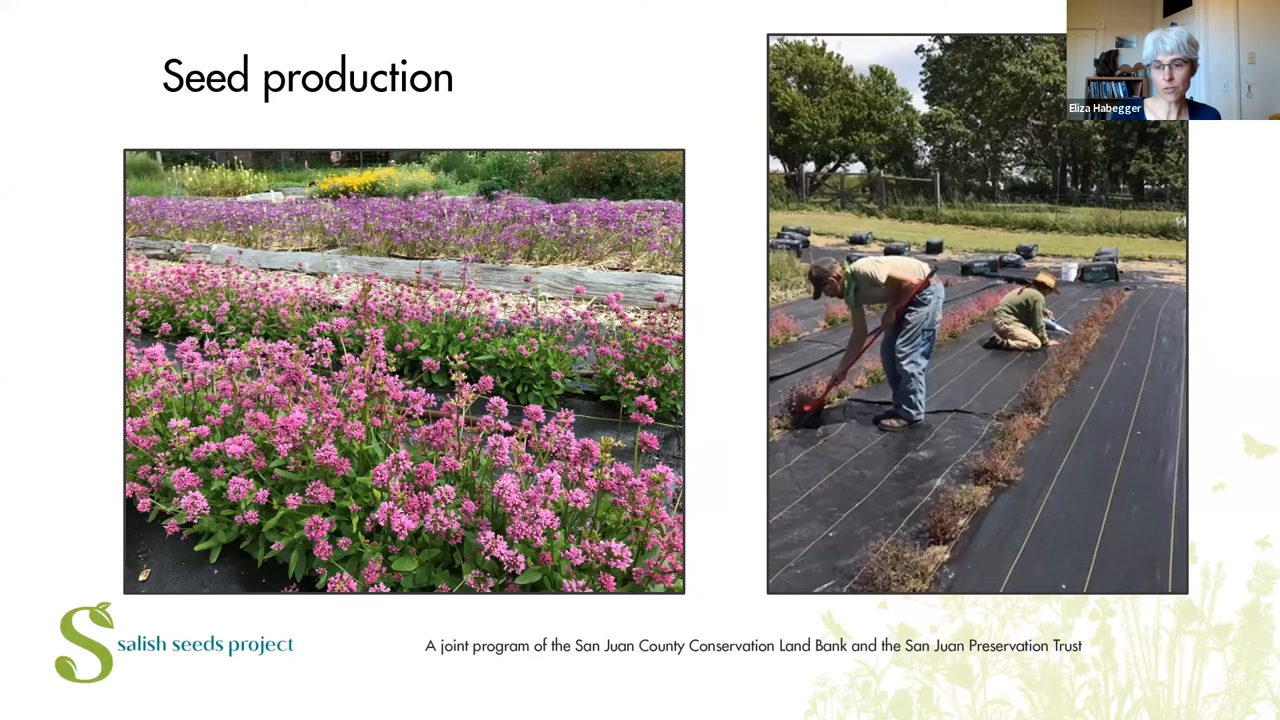 Seed production
Eliza Habegger
salish seeds project
A joint program of the San Juan County Conservation Land Bank and the San Juan Preservation Trust